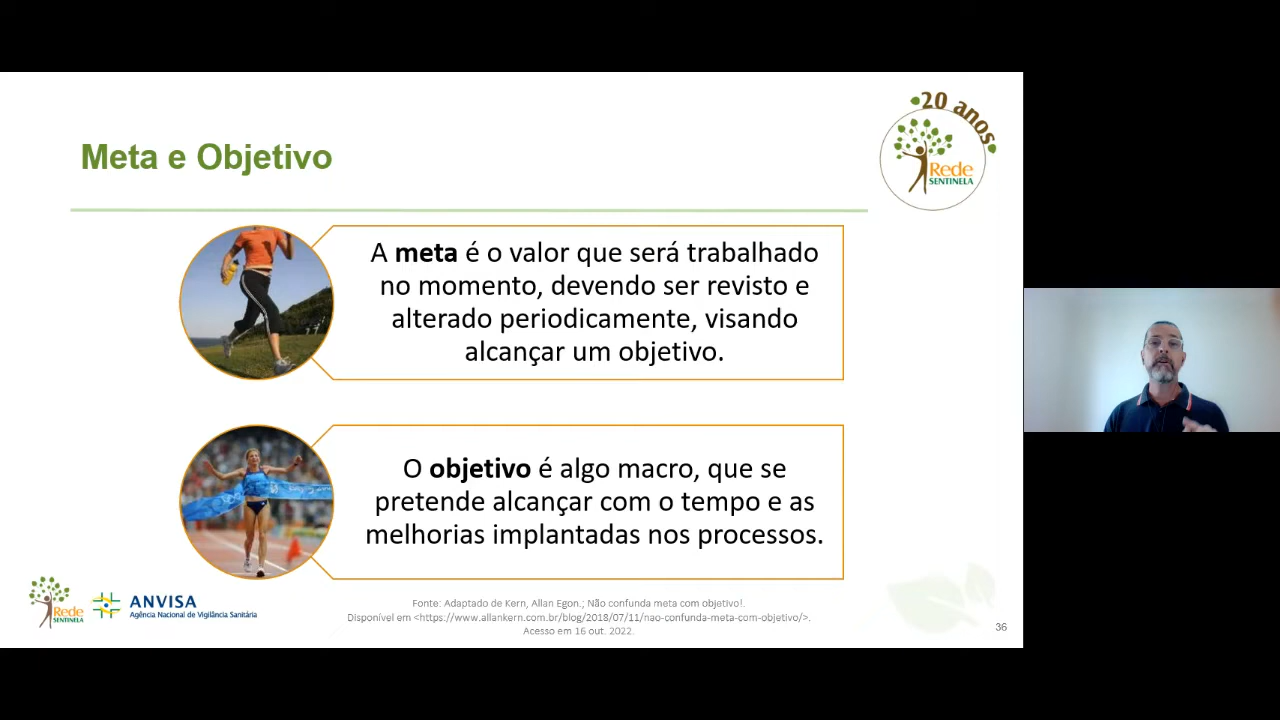 20 anos
Rede
SENTINELA
Meta e Objetivo
A meta é o valor que será trabalhado
no momento, devendo ser revisto e
alterado periodicamente, visando
alcançar um objetivo.
O objetivo é algo macro, que se
pretende alcançar com o tempo e as
melhorias implantadas nos processos.
Rede
SENTINELA
ANVISA
Agência Nacional de Vigilância Sanitária
Fonte: Adaptado de Kern, Allan Egon.; Não confunda meta com objetivo!.
Disponível em <https://www.allankern.com.br/blog/2018/07/11/nao-confunda-meta-com-objetivo/>.
Acesso em 16 out. 2022.
36